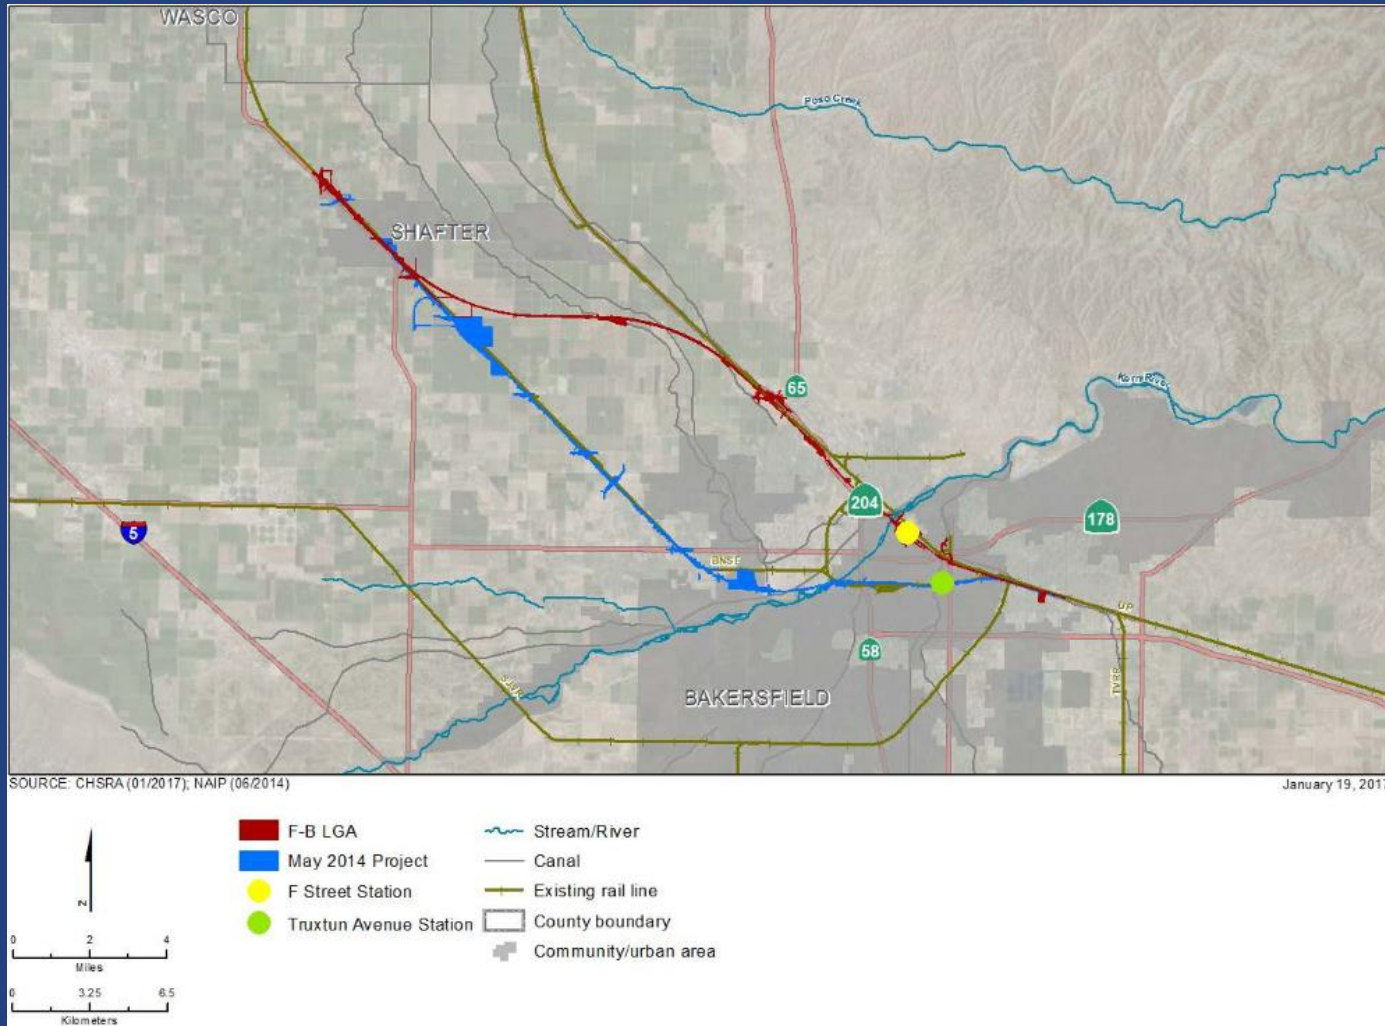 WASCO
Poso Creek
SHAFTER
65
Kern River
204
178
5
BNSF
UP
58
SJVR
BAKERSFIELD
TVRR
SOURCE: CHSRA (01/2017); NAIP (06/2014)
January 19, 2017
F-B LGA
May 2014 Project
F Street Station
Truxtun Avenue Station
Stream/River
Canal
Existing rail line
County boundary
Community/urban area
N
0 2 4
Miles
0 3.25 6.5
Kilometers